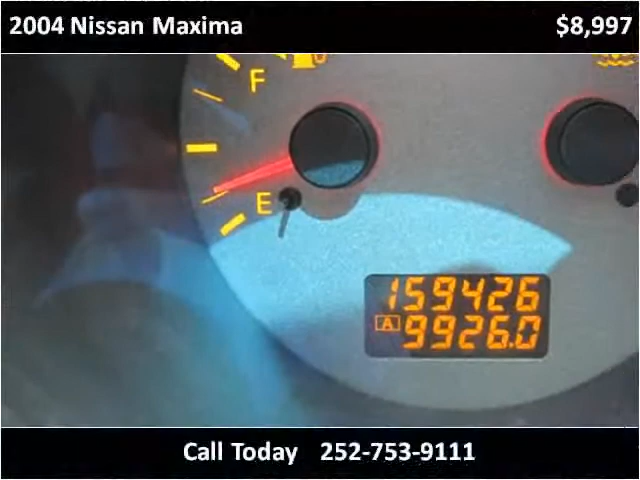 2004 Nissan Maxima $8,997
F
E
159426
A 9926.0
Call Today 252-753-9111